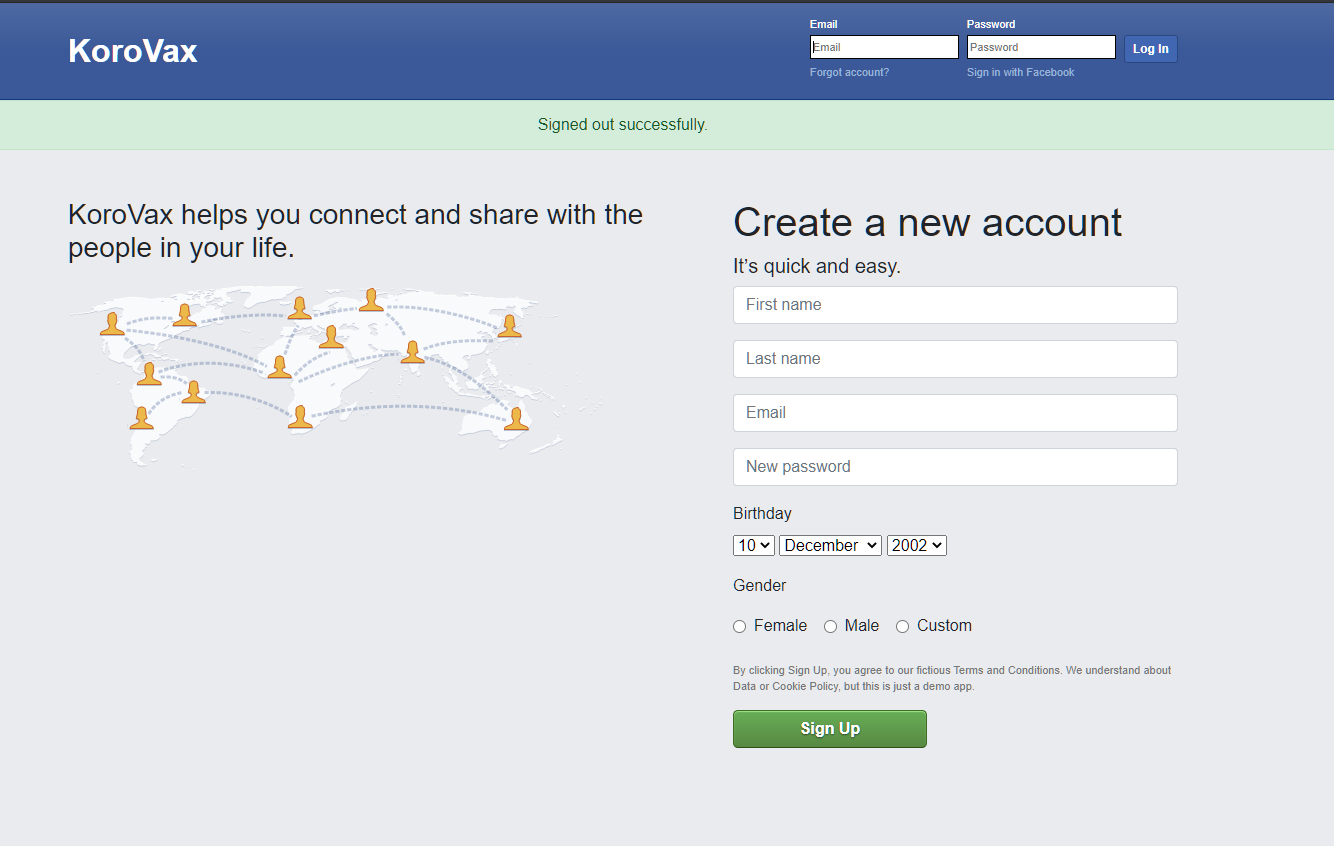 KoroVax
Email
Password
Email
Password
Log In
Forgot account?
Sign in with Facebook
Signed out successfully.
KoroVax helps you connect and share with the
people in your life.
Create a new account
It's quick and easy.
First name
Last name
Email
New password
Birthday
10 December 2002
Gender
Female Male Custom
By clicking Sign Up, you agree to our fictious Terms and Conditions. We understand about
Data or Cookie Policy, but this is just a demo app.
Sign Up